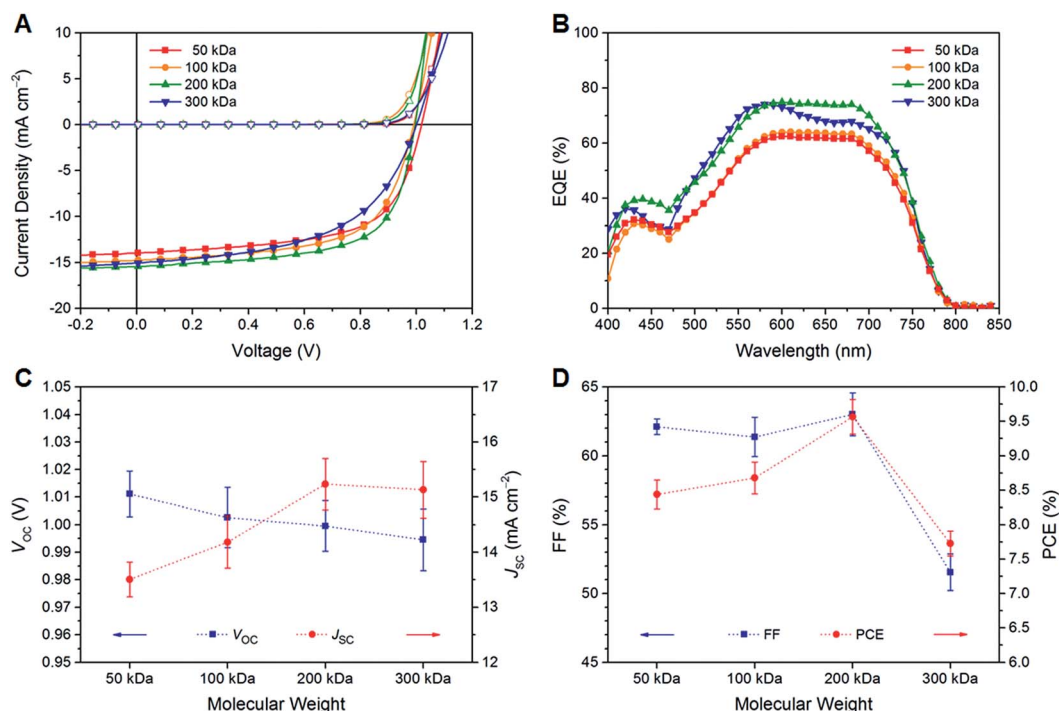 A
10
5
0
-5
-10
-15
-20
Current Density (mA cm⁻²)
50 kDa
100 kDa
200 kDa
300 kDa
-0.2 0.0 0.2 0.4 0.6 0.8 1.0 1.2
Voltage (V)
B
100
80
60
40
20
0
EQE (%)
50 kDa
100 kDa
200 kDa
300 kDa
400 450 500 550 600 650 700 750 800 850
Wavelength (nm)
C
1.05
1.04
1.03
1.02
1.01
1.00
0.99
0.98
0.97
0.96
0.95
V_OC (V)
17
16
15
14
13
12
J_SC (mA cm⁻²)
V_OC J_SC
50 kDa 100 kDa 200 kDa 300 kDa
Molecular Weight
D
65
60
55
50
45
FF (%)
10.0
9.5
9.0
8.5
8.0
7.5
7.0
6.5
6.0
PCE (%)
FF PCE
50 kDa 100 kDa 200 kDa 300 kDa
Molecular Weight